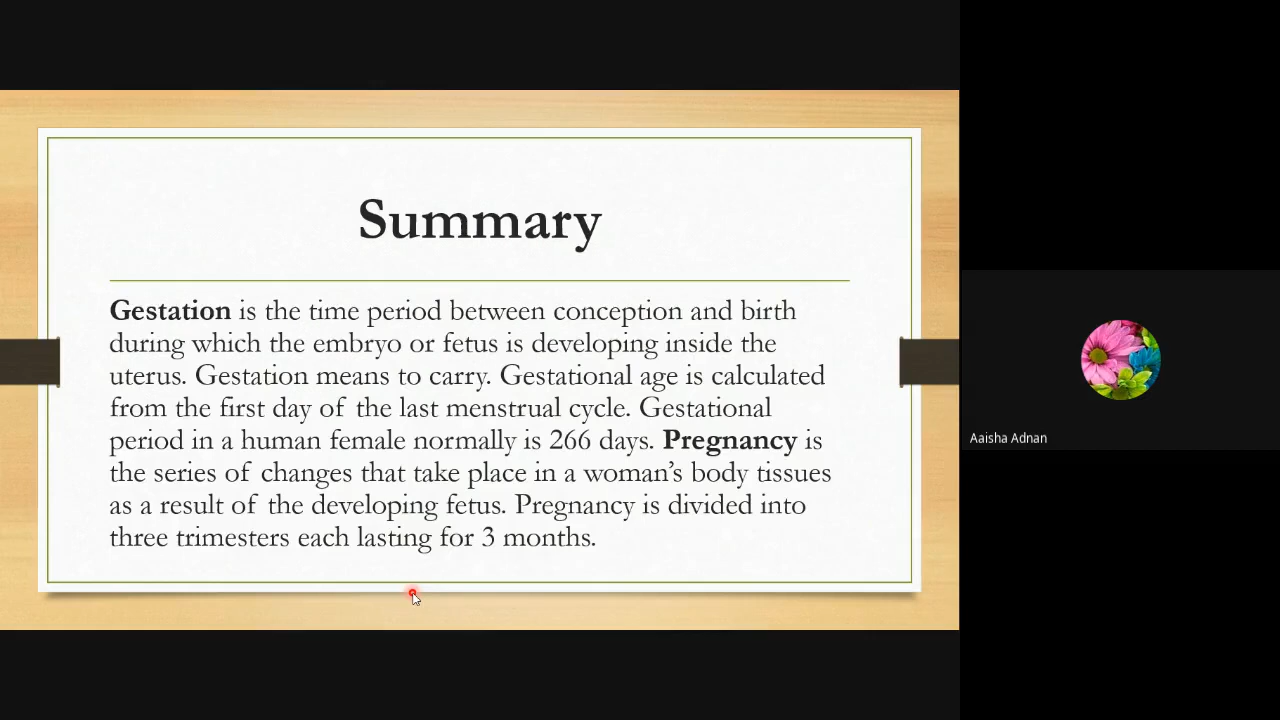 Summary
Gestation is the time period between conception and birth
during which the embryo or fetus is developing inside the
uterus. Gestation means to carry. Gestational age is calculated
from the first day of the last menstrual cycle. Gestational
period in a human female normally is 266 days. Pregnancy is
the series of changes that take place in a woman’s body tissues
as a result of the developing fetus. Pregnancy is divided into
three trimesters each lasting for 3 months.
Aaisha Adnan